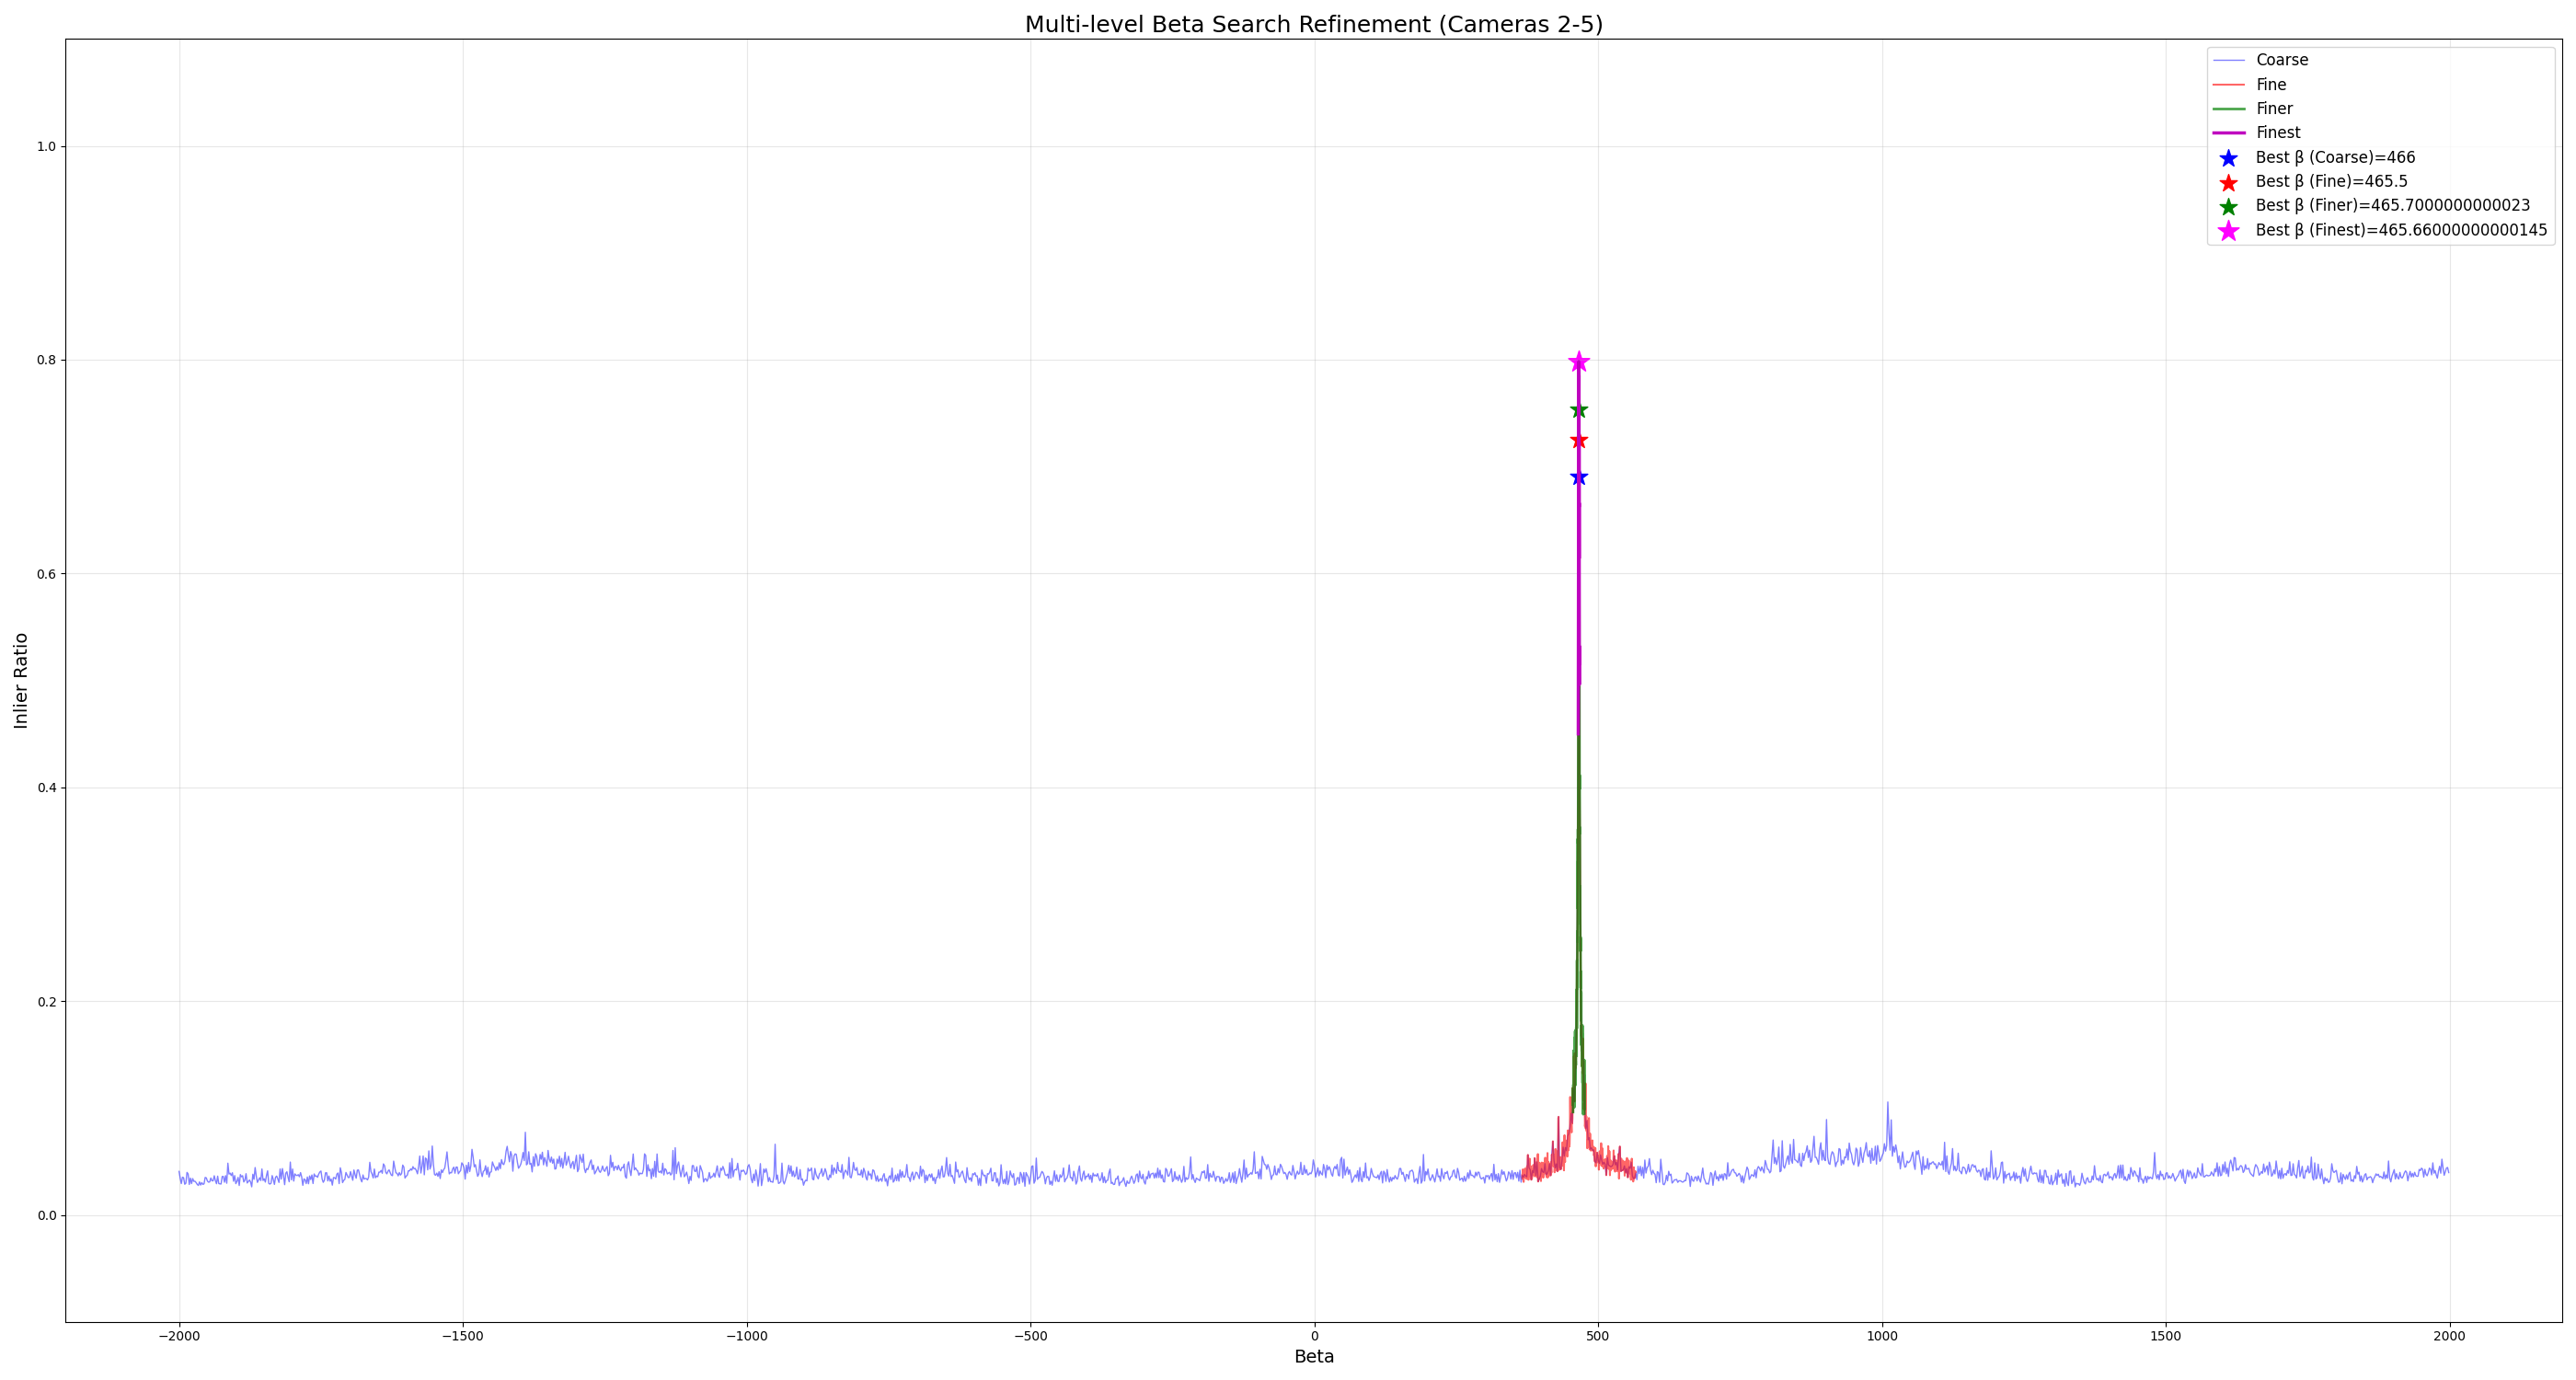 Multi-level Beta Search Refinement (Cameras 2-5)
Coarse
Fine
Finer
Finest
Best β (Coarse)=466
Best β (Fine)=465.5
Best β (Finer)=465.7000000000023
Best β (Finest)=465.66000000000145
1.0
0.8
0.6
0.4
0.2
0.0
Inlier Ratio
−2000 −1500 −1000 −500 0 500 1000 1500 2000
Beta